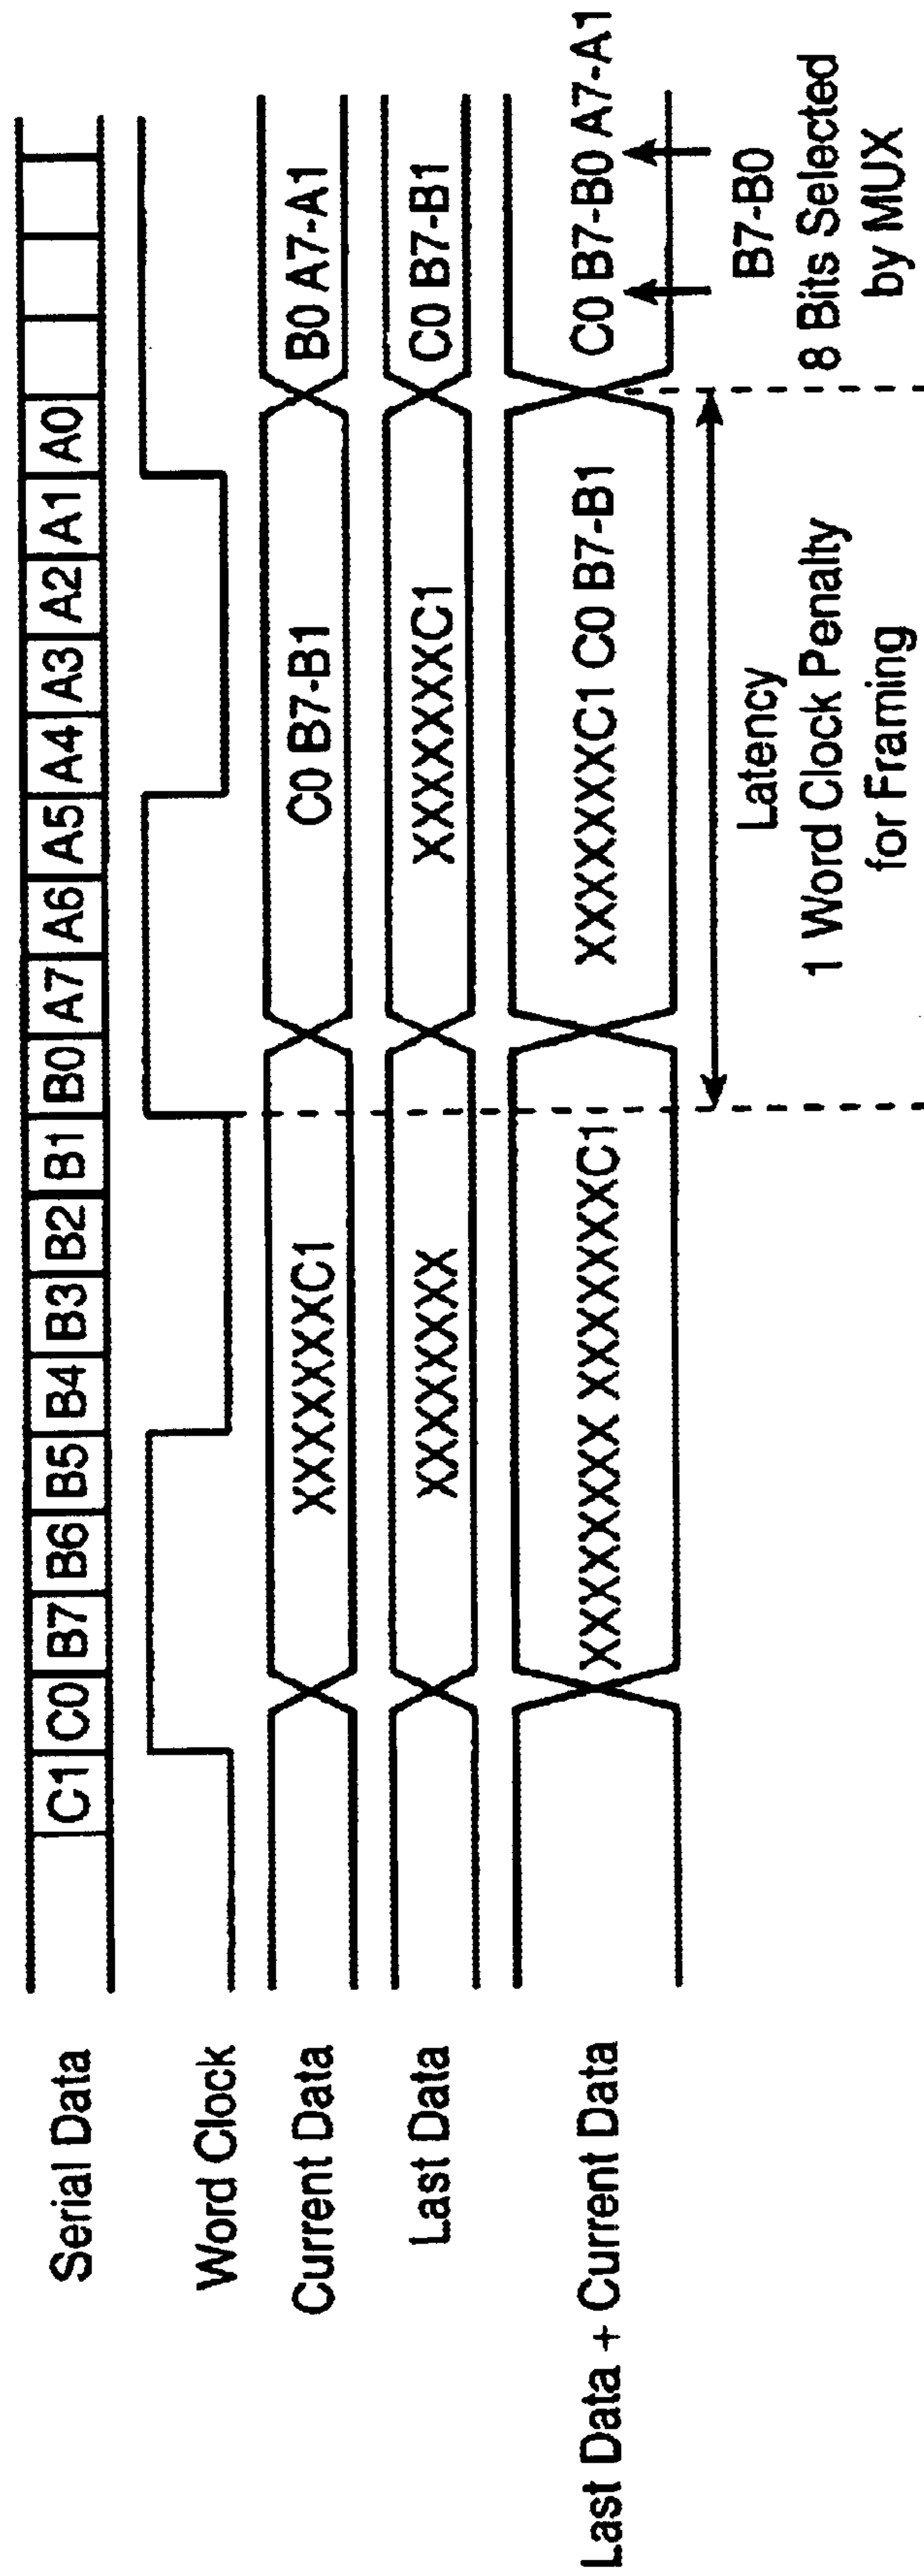 Serial Data C1 C0 B7 B6 B5 B4 B3 B2 B1 B0 A7 A6 A5 A4 A3 A2 A1 A0
Word Clock
Current Data XXXXXXXC1 C0 B7-B1 B0 A7-A1
Last Data XXXXXXXX XXXXXXXC1 C0 B7-B1
Last Data + Current Data XXXXXXXX XXXXXXXC1 XXXXXXXC1 C0 B7-B1 C0 B7-B0 A7-A1
Latency
1 Word Clock Penalty
for Framing
B7-B0
8 Bits Selected
by MUX